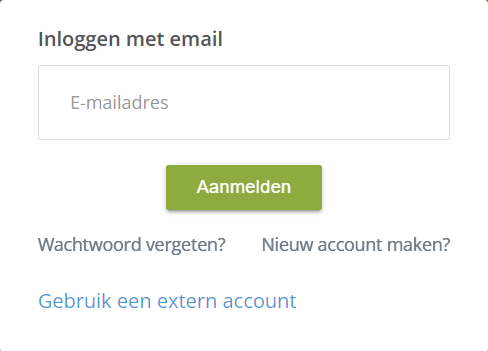 Inloggen met email
E-mailadres
Aanmelden
Wachtwoord vergeten? Nieuw account maken?
Gebruik een extern account